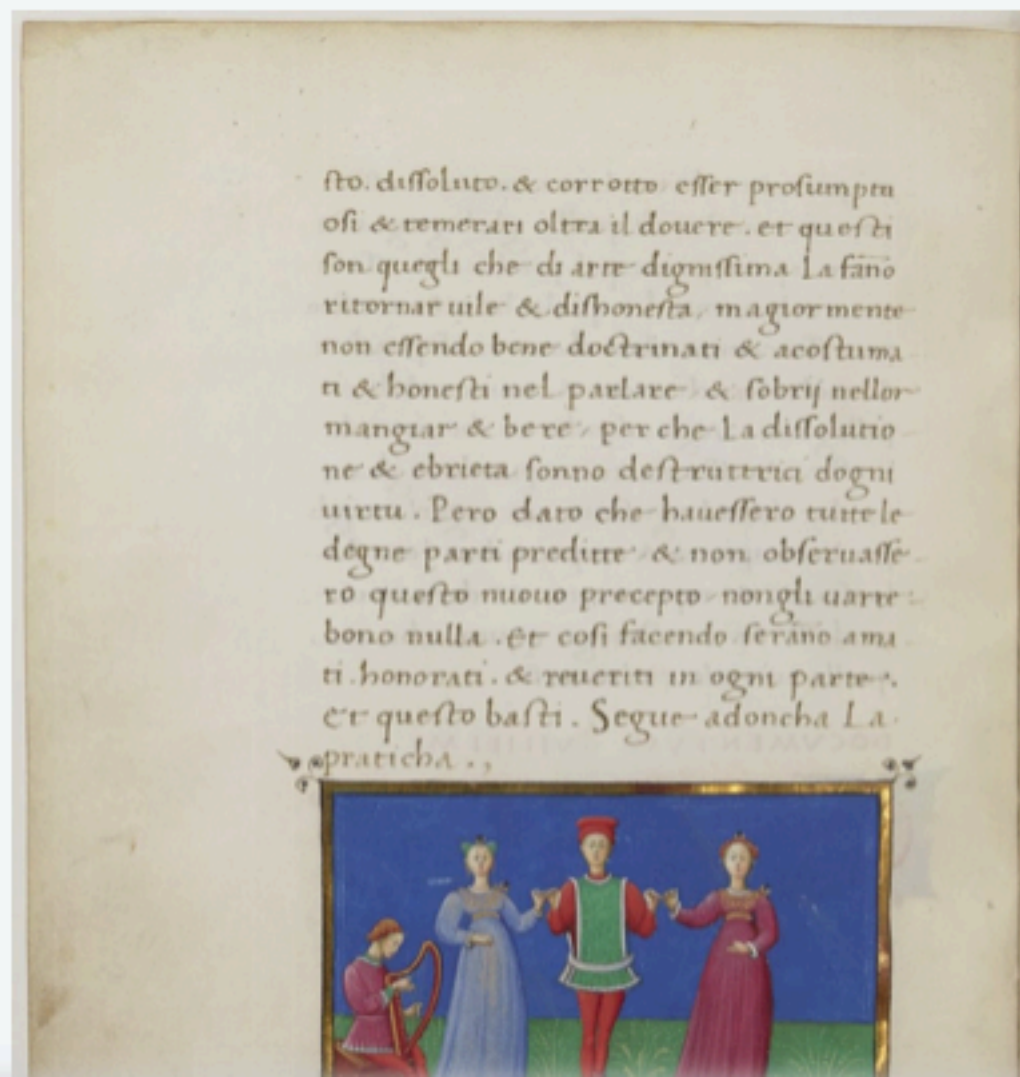 sto. dissoluto. & corrotto esser prosumptu
osi & temerari oltra il douere. et questi
son quegli che di arte dignissima La fāno
ritornar uile & dishonesta, magiormente
non essendo bene doctrinati & acostuma
ti & honesti nel parlare & sobrij nellor
mangiar & bere, per che La dissolutio
ne & ebrieta sonno destruttrici dogni
uirtu. Pero dato che hauessero tutte le
degne parti preditte & non obseruasse
ro questo nuouo precepto nongli uarre
bono nulla. et cosi facendo serāno ama
ti. honorati. & reueriti in ogni parte.
Et questo basti. Segue adoncha La
praticha.,